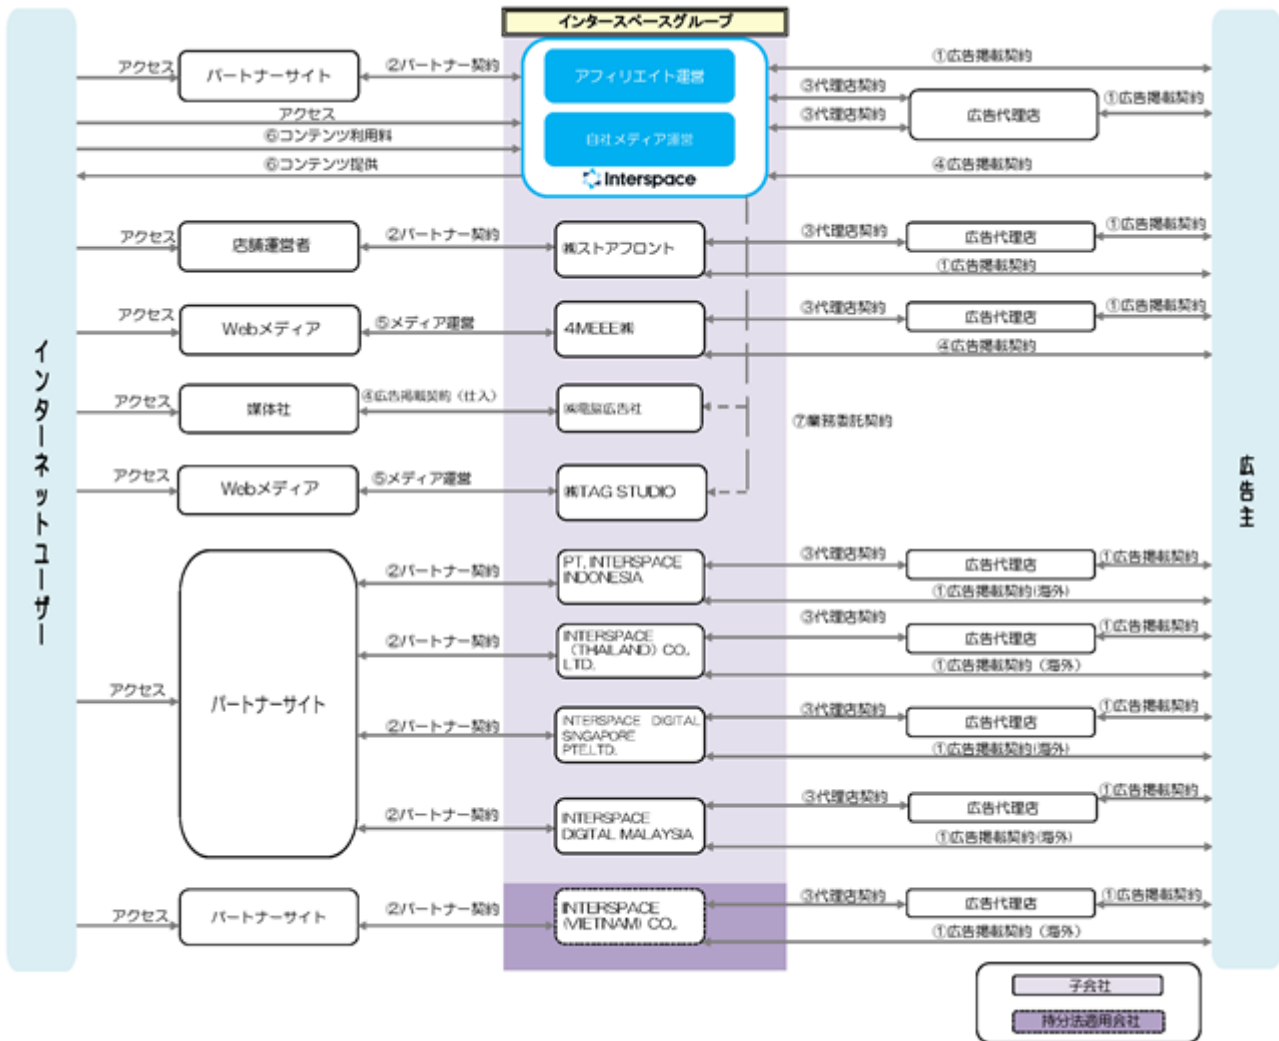 インタースペースグループ
アクセス
パートナーサイト
②パートナー契約
アフィリエイト運営
①広告掲載契約
③代理店契約
③代理店契約
広告代理店
①広告掲載契約
アクセス
⑥コンテンツ利用料
自社メディア運営
⑥コンテンツ提供
Interspace
④広告掲載契約
アクセス
店舗運営者
②パートナー契約
㈱ストアフロント
③代理店契約
広告代理店
①広告掲載契約
①広告掲載契約
アクセス
Webメディア
⑤メディア運営
4MEEE㈱
③代理店契約
広告代理店
①広告掲載契約
④広告掲載契約
アクセス
媒体社
④広告掲載契約（仕入）
㈱電脳広告社
⑦業務委託契約
アクセス
Webメディア
⑤メディア運営
㈱TAG STUDIO
インターネットユーザー
広告主
アクセス
パートナーサイト
②パートナー契約
PT. INTERSPACE
INDONESIA
③代理店契約
広告代理店
①広告掲載契約
①広告掲載契約(海外)
②パートナー契約
INTERSPACE
（THAILAND）CO.
LTD.
③代理店契約
広告代理店
①広告掲載契約
①広告掲載契約（海外）
②パートナー契約
INTERSPACE DIGITAL
SINGAPORE
PTE.LTD.
③代理店契約
広告代理店
①広告掲載契約
①広告掲載契約(海外)
②パートナー契約
INTERSPACE
DIGITAL MALAYSIA
③代理店契約
広告代理店
①広告掲載契約
①広告掲載契約(海外)
アクセス
パートナーサイト
②パートナー契約
INTERSPACE
(VIETNAM) CO.
③代理店契約
広告代理店
①広告掲載契約
①広告掲載契約（海外）
子会社
持分法適用会社